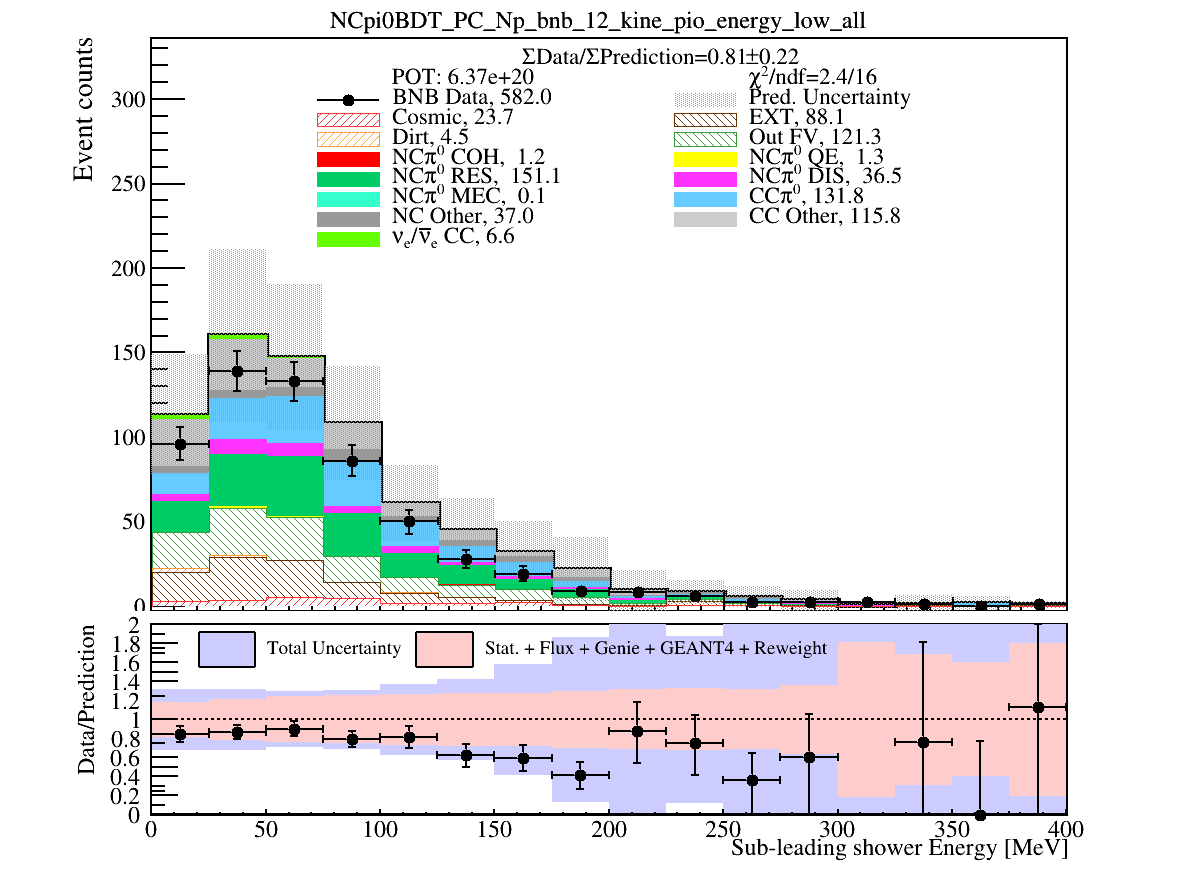 NCpi0BDT_PC_Np_bnb_12_kine_pio_energy_low_all
ΣData/ΣPrediction=0.81±0.22
POT: 6.37e+20
χ²/ndf=2.4/16
BNB Data, 582.0
Pred. Uncertainty
Cosmic, 23.7
EXT, 88.1
Dirt, 4.5
Out FV, 121.3
NCπ⁰ COH, 1.2
NCπ⁰ QE, 1.3
NCπ⁰ RES, 151.1
NCπ⁰ DIS, 36.5
NCπ⁰ MEC, 0.1
CCπ⁰, 131.8
NC Other, 37.0
CC Other, 115.8
νₑ/ν̅ₑ CC, 6.6
Event counts
300
250
200
150
100
50
0
Total Uncertainty
Stat. + Flux + Genie + GEANT4 + Reweight
Data/Prediction
2
1.8
1.6
1.4
1.2
1
0.8
0.6
0.4
0.2
0
0 50 100 150 200 250 300 350 400
Sub-leading shower Energy [MeV]